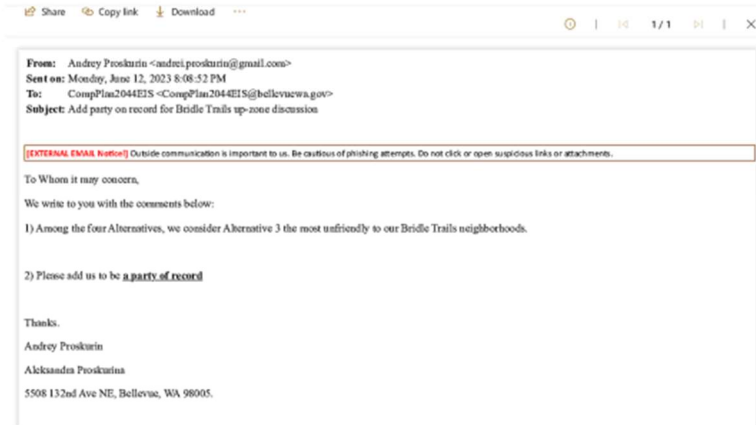 Share Copy link Download ...
1/1
From: Andrey Proskurin <andrei.proskurin@gmail.com>
Sent on: Monday, June 12, 2023 8:08:52 PM
To: CompPlan2044EIS <CompPlan2044EIS@bellevuewa.gov>
Subject: Add party on record for Bridle Trails up-zone discussion
[EXTERNAL EMAIL Notice!] Outside communication is important to us. Be cautious of phishing attempts. Do not click or open suspicious links or attachments.
To Whom it may concern,
We write to you with the comments below:
1) Among the four Alternatives, we consider Alternative 3 the most unfriendly to our Bridle Trails neighborhoods.
2) Please add us to be a party of record
Thanks.
Andrey Proskurin
Aleksandra Proskurina
5508 132nd Ave NE, Bellevue, WA 98005.